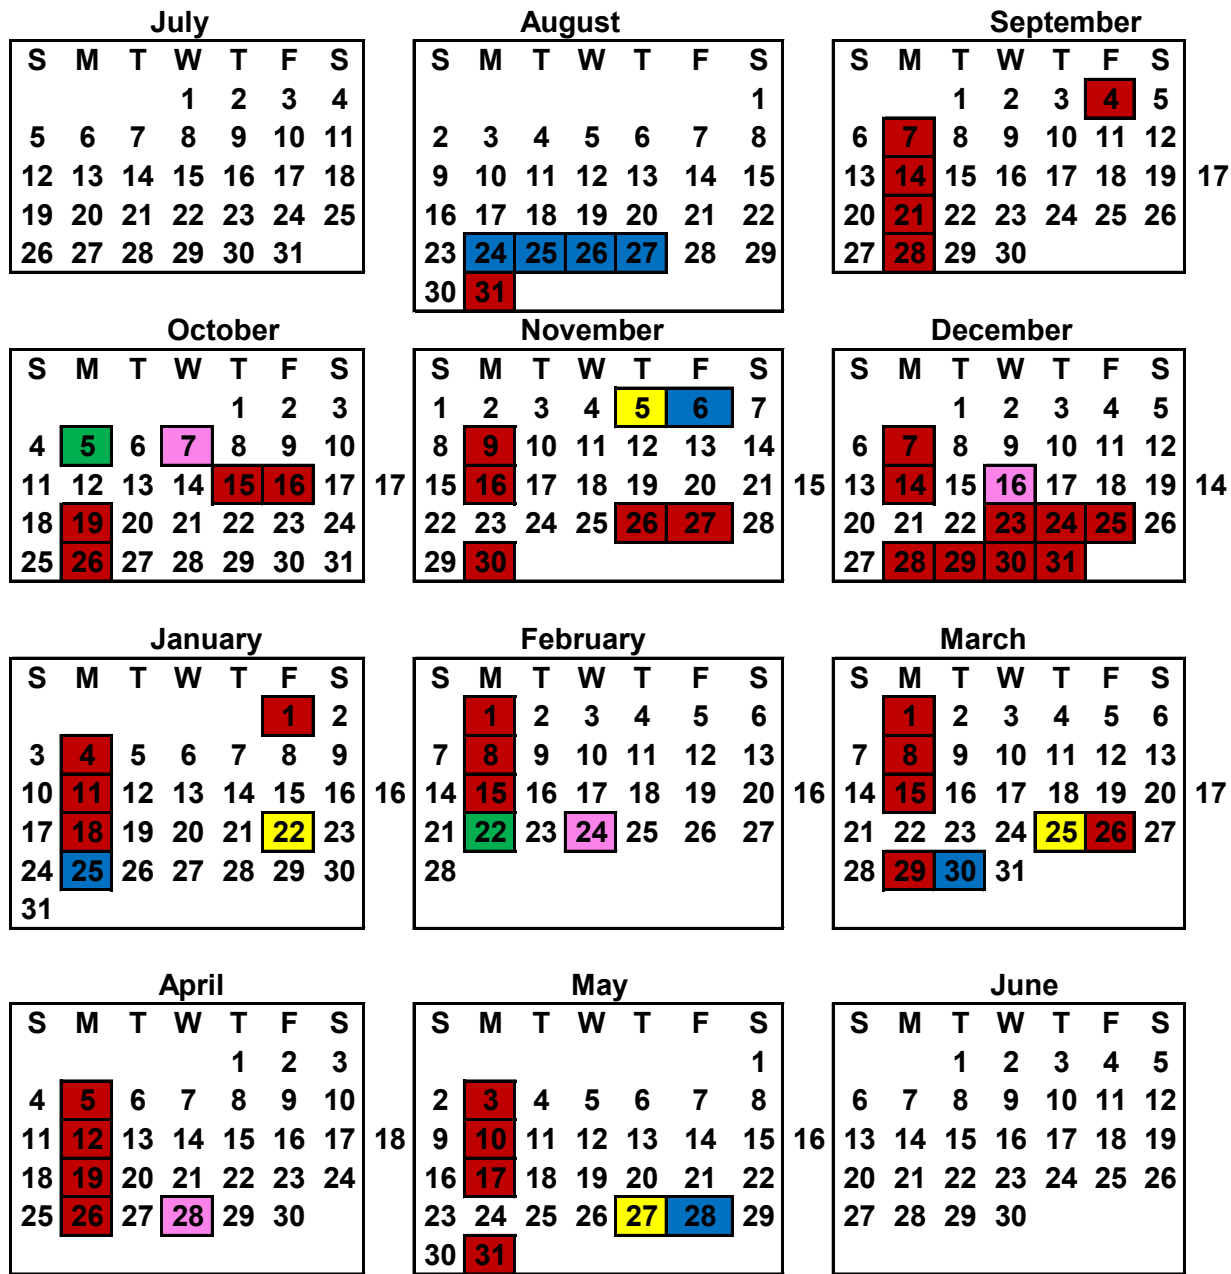 July August September
S M T W T F S S M T W T F S S M T W T F S
1 2 3 4 1 1 2 3 4 5
5 6 7 8 9 10 11 2 3 4 5 6 7 8 6 7 8 9 10 11 12
12 13 14 15 16 17 18 9 10 11 12 13 14 15 13 14 15 16 17 18 19 17
19 20 21 22 23 24 25 16 17 18 19 20 21 22 20 21 22 23 24 25 26
26 27 28 29 30 31 23 24 25 26 27 28 29 27 28 29 30
30 31
October November December
S M T W T F S S M T W T F S S M T W T F S
1 2 3 1 2 3 4 5 6 7 1 2 3 4 5
4 5 6 7 8 9 10 8 9 10 11 12 13 14 6 7 8 9 10 11 12
11 12 13 14 15 16 17 17 15 16 17 18 19 20 21 15 13 14 15 16 17 18 19 14
18 19 20 21 22 23 24 22 23 24 25 26 27 28 20 21 22 23 24 25 26
25 26 27 28 29 30 31 29 30 27 28 29 30 31
January February March
S M T W T F S S M T W T F S S M T W T F S
1 2 1 2 3 4 5 6 1 2 3 4 5 6
3 4 5 6 7 8 9 7 8 9 10 11 12 13 7 8 9 10 11 12 13
10 11 12 13 14 15 16 16 14 15 16 17 18 19 20 16 14 15 16 17 18 19 20 17
17 18 19 20 21 22 23 21 22 23 24 25 26 27 21 22 23 24 25 26 27
24 25 26 27 28 29 30 28 28 29 30 31
31
April May June
S M T W T F S S M T W T F S S M T W T F S
1 2 3 1 1 2 3 4 5
4 5 6 7 8 9 10 2 3 4 5 6 7 8 6 7 8 9 10 11 12
11 12 13 14 15 16 17 18 9 10 11 12 13 14 15 16 13 14 15 16 17 18 19
18 19 20 21 22 23 24 16 17 18 19 20 21 22 20 21 22 23 24 25 26
25 26 27 28 29 30 23 24 25 26 27 28 29 27 28 29 30
30 31